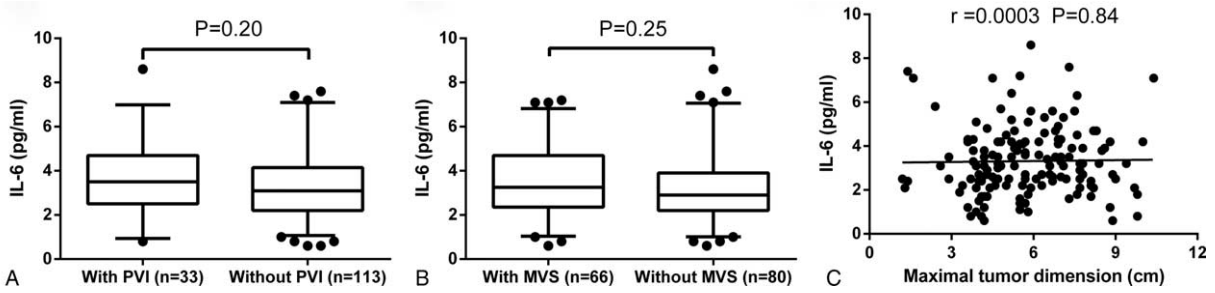 P=0.20
10
8
6
4
2
0
IL-6 (pg/ml)
With PVI (n=33) Without PVI (n=113)
A
P=0.25
10
8
6
4
2
0
IL-6 (pg/ml)
With MVS (n=66) Without MVS (n=80)
B
r =0.0003 P=0.84
10
8
6
4
2
0
IL-6 (pg/ml)
0 3 6 9 12
Maximal tumor dimension (cm)
C